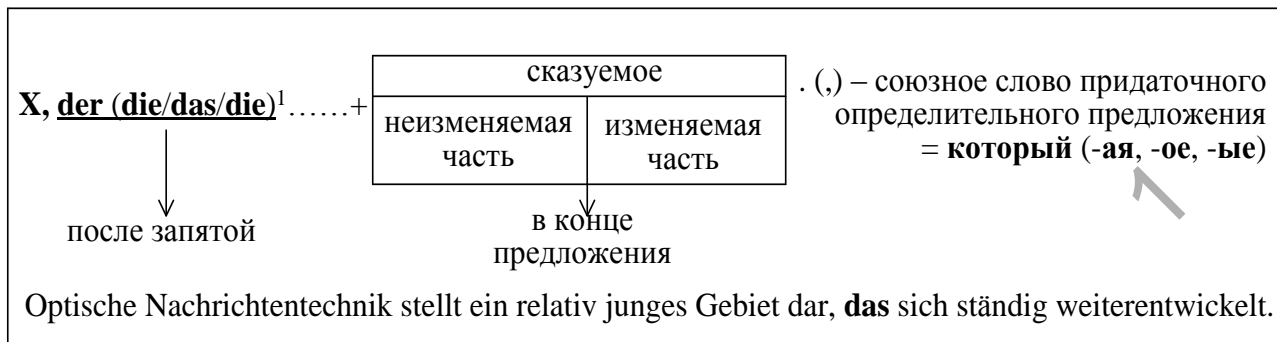 сказуемое
X, der (die/das/die)¹ ……+
неизменяемая часть
изменяемая часть
. (,) – союзное слово придаточного
определительного предложения
= который (-ая, -ое, -ые)
после запятой
в конце
предложения
Optische Nachrichtentechnik stellt ein relativ junges Gebiet dar, das sich ständig weiterentwickelt.